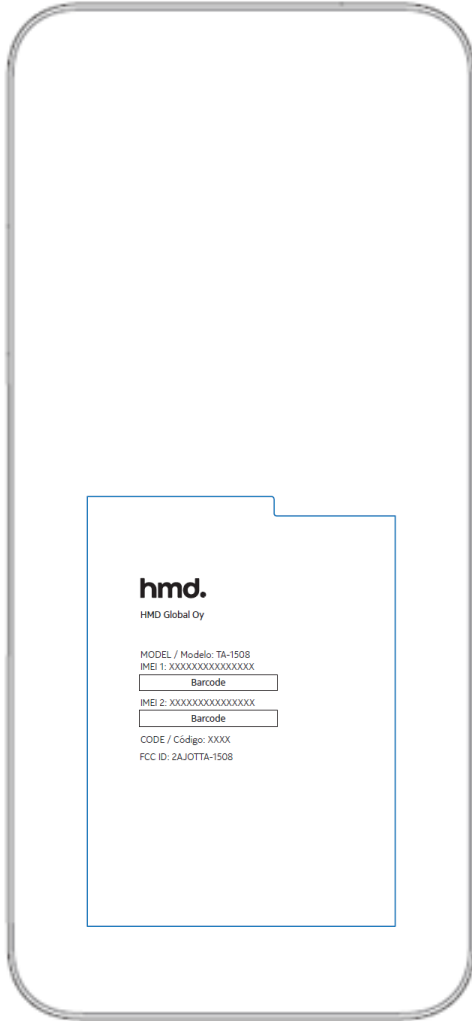 hmd.
HMD Global Oy
MODEL / Modelo: TA-1508
IMEI 1: XXXXXXXXXXXXXXX
Barcode
IMEI 2: XXXXXXXXXXXXXXX
Barcode
CODE / Código: XXXX
FCC ID: 2AJOTTA-1508